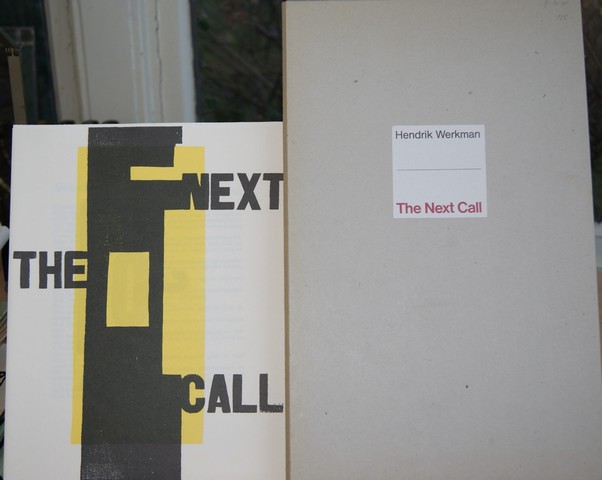 NEXT
THE
CALL
Hendrik Werkman
The Next Call